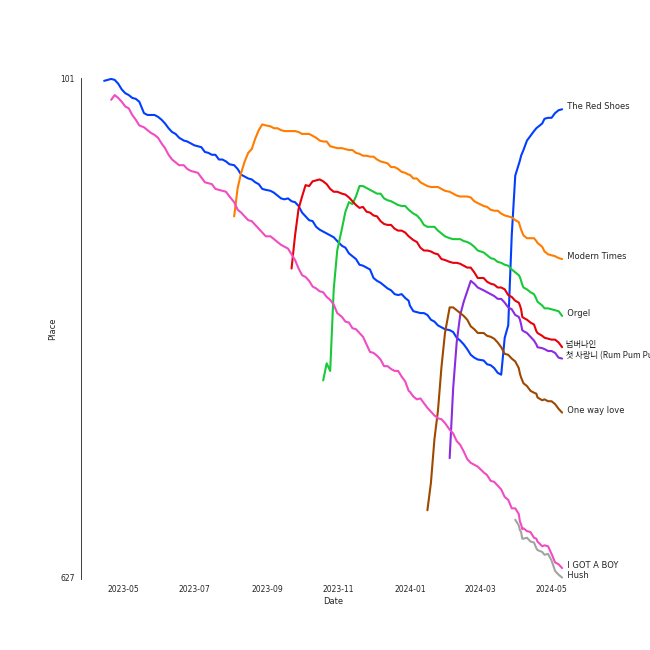 101
The Red Shoes
Modern Times
Orgel
Place
넘버나인
첫 사랑니 (Rum Pum Pu
One way love
I GOT A BOY
Hush
627
2023-05 2023-07 2023-09 2023-11 2024-01 2024-03 2024-05
Date